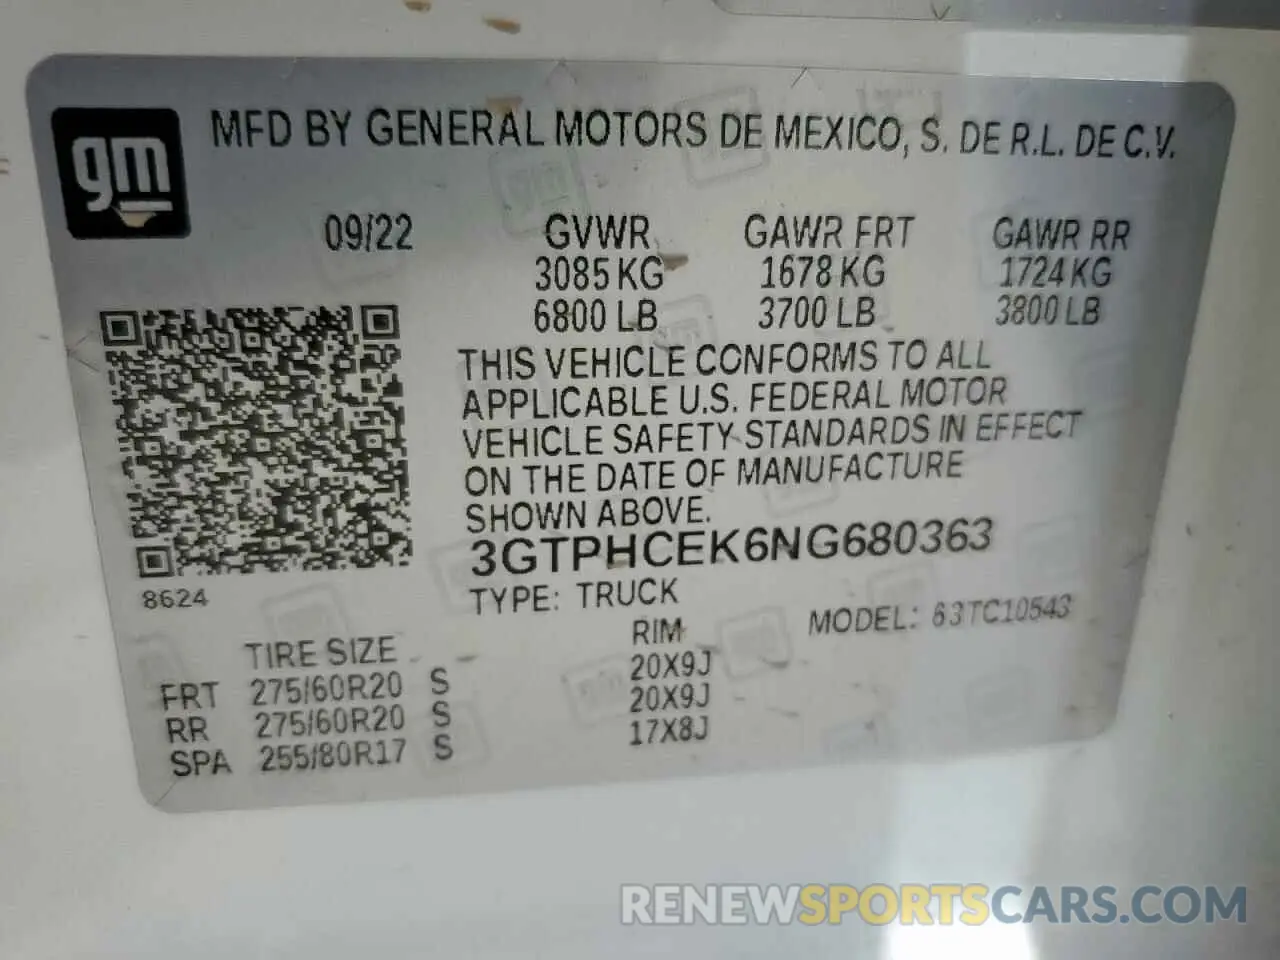 gm
MFD BY GENERAL MOTORS DE MEXICO, S. DE R.L. DE C.V.
09/22 GVWR GAWR FRT GAWR RR
3085 KG 1678 KG 1724 KG
6800 LB 3700 LB 3800 LB
THIS VEHICLE CONFORMS TO ALL
APPLICABLE U.S. FEDERAL MOTOR
VEHICLE SAFETY STANDARDS IN EFFECT
ON THE DATE OF MANUFACTURE
SHOWN ABOVE.
3GTPHCEK6NG680363
8624
TYPE: TRUCK
MODEL: 63TC10543
TIRE SIZE RIM
FRT 275/60R20 S 20X9J
RR 275/60R20 S 20X9J
SPA 255/80R17 S 17X8J
RENEWSPORTSCARS.COM